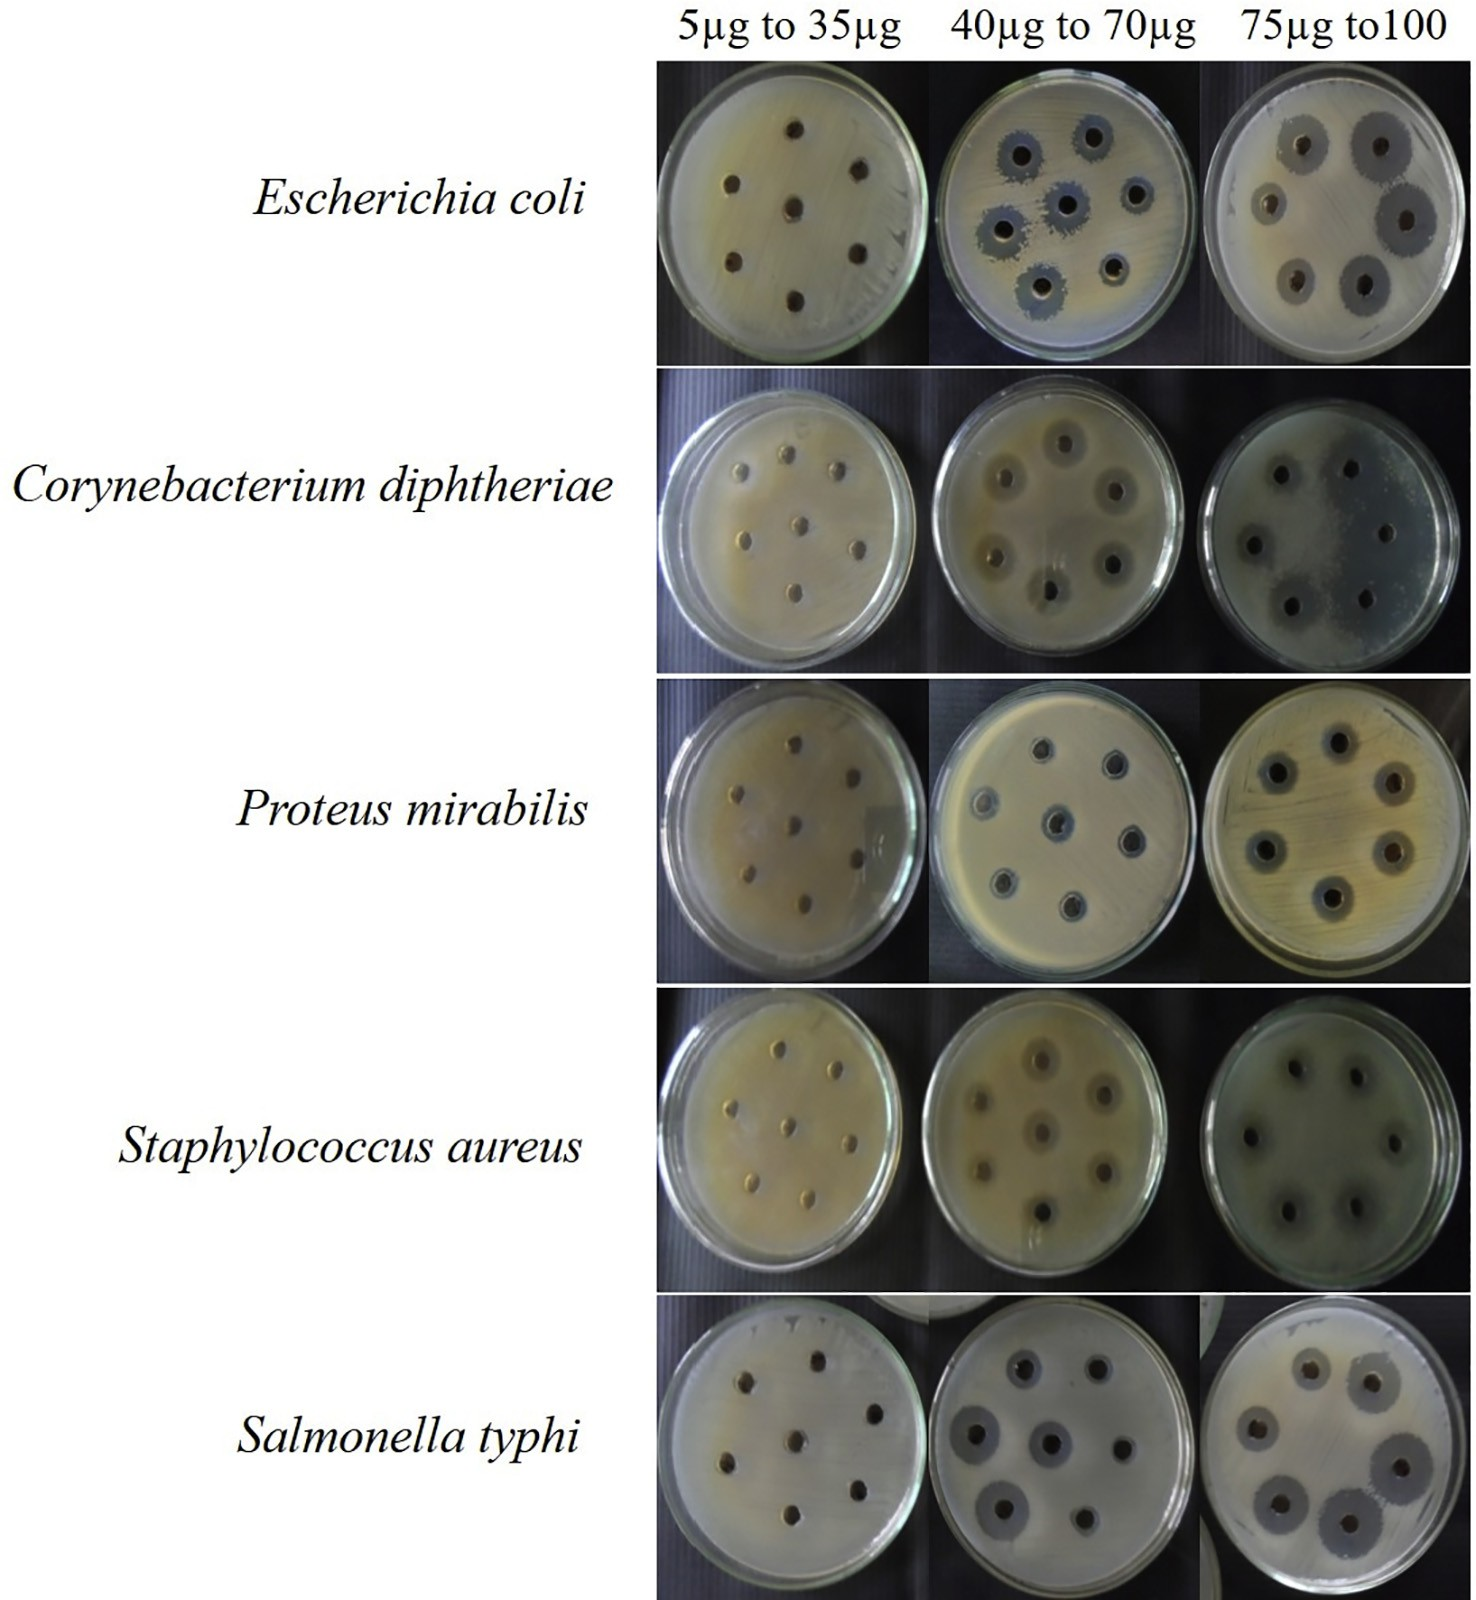 5µg to 35µg 40µg to 70µg 75µg to100
Escherichia coli
Corynebacterium diphtheriae
Proteus mirabilis
Staphylococcus aureus
Salmonella typhi